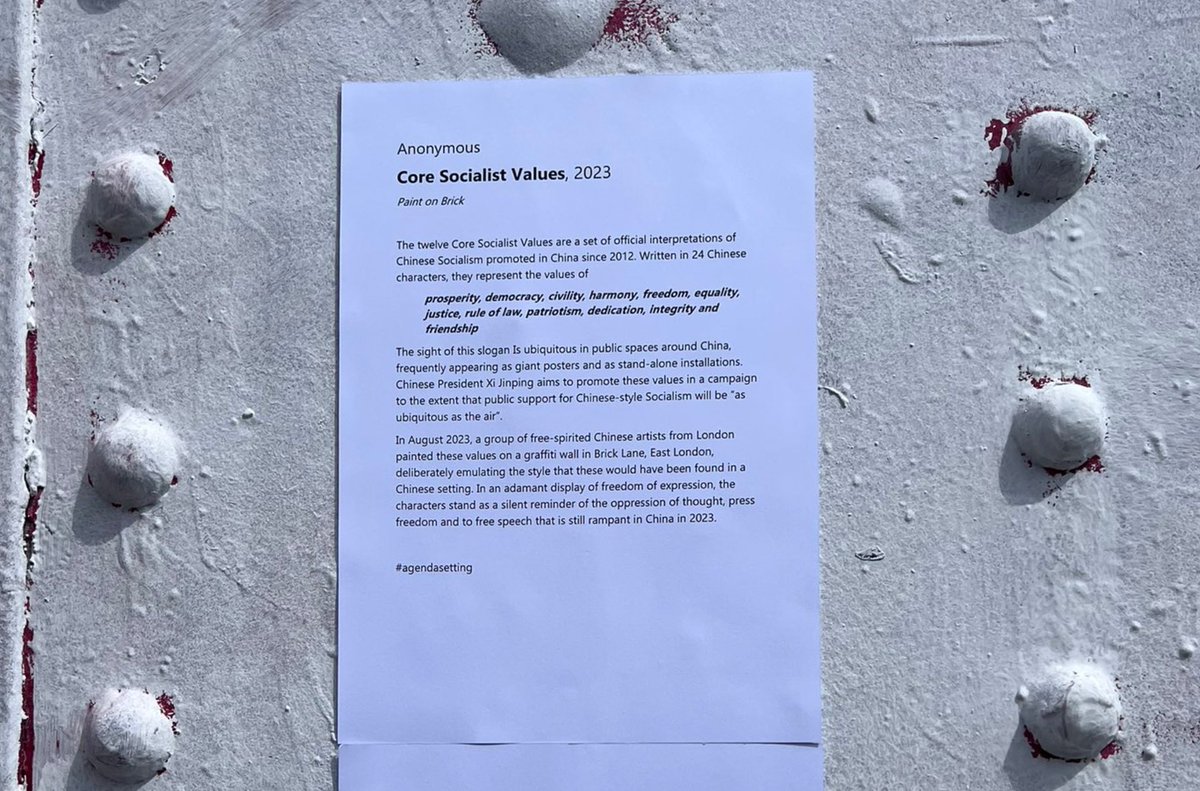 Anonymous
Core Socialist Values, 2023
Paint on Brick
The twelve Core Socialist Values are a set of official interpretations of
Chinese Socialism promoted in China since 2012. Written in 24 Chinese
characters, they represent the values of
prosperity, democracy, civility, harmony, freedom, equality,
justice, rule of law, patriotism, dedication, integrity and
friendship
The sight of this slogan Is ubiquitous in public spaces around China,
frequently appearing as giant posters and as stand-alone installations.
Chinese President Xi Jinping aims to promote these values in a campaign
to the extent that public support for Chinese-style Socialism will be "as
ubiquitous as the air".
In August 2023, a group of free-spirited Chinese artists from London
painted these values on a graffiti wall in Brick Lane, East London,
deliberately emulating the style that these would have been found in a
Chinese setting. In an adamant display of freedom of expression, the
characters stand as a silent reminder of the oppression of thought, press
freedom and to free speech that is still rampant in China in 2023.
#agendasetting